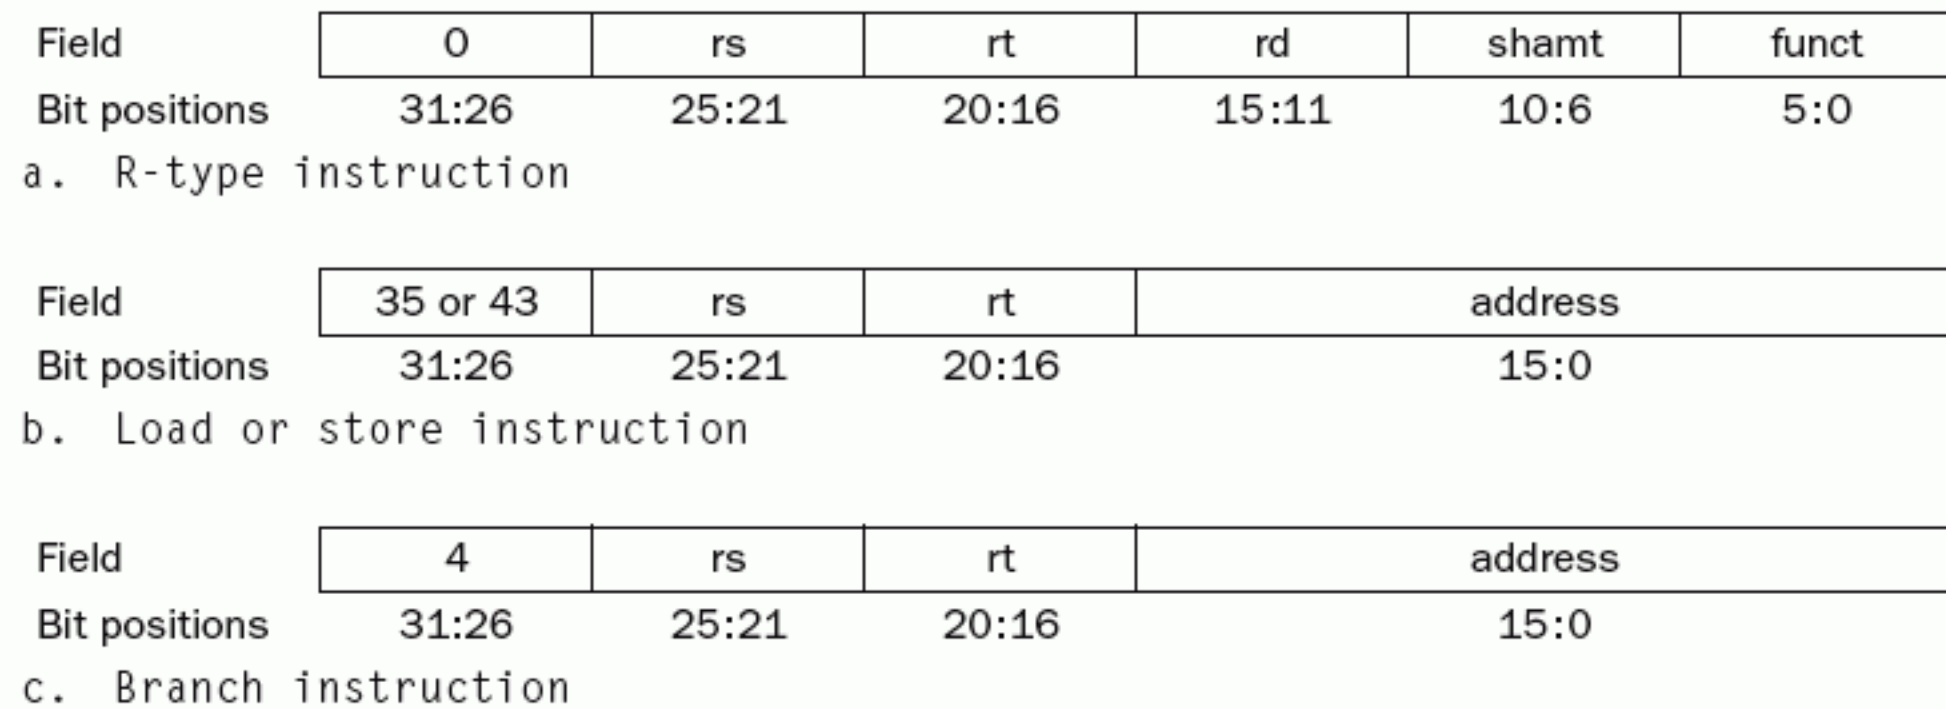 Field 0 rs rt rd shamt funct
Bit positions 31:26 25:21 20:16 15:11 10:6 5:0
a. R-type instruction
Field 35 or 43 rs rt address
Bit positions 31:26 25:21 20:16 15:0
b. Load or store instruction
Field 4 rs rt address
Bit positions 31:26 25:21 20:16 15:0
c. Branch instruction